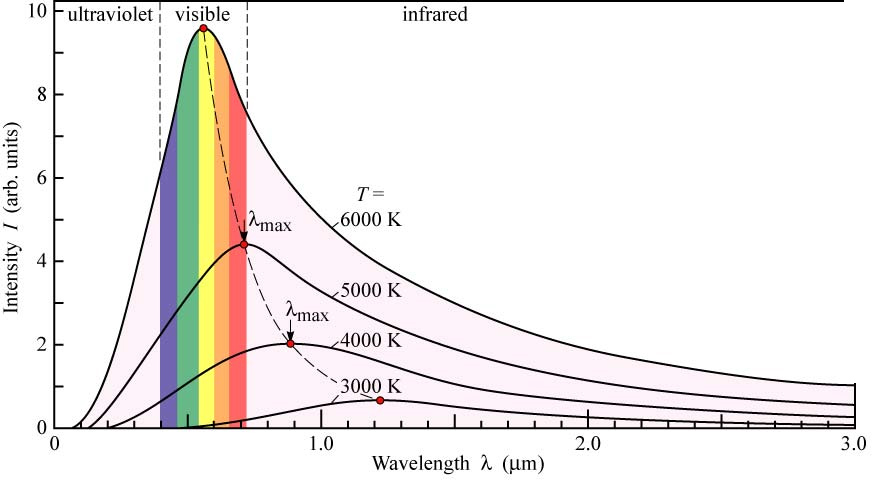 10
ultraviolet visible infrared
8
6
T =
6000 K
λmax
4
5000 K
λmax
4000 K
2
3000 K
0
0 1.0 2.0 3.0
Wavelength λ (μm)
Intensity I (arb. units)